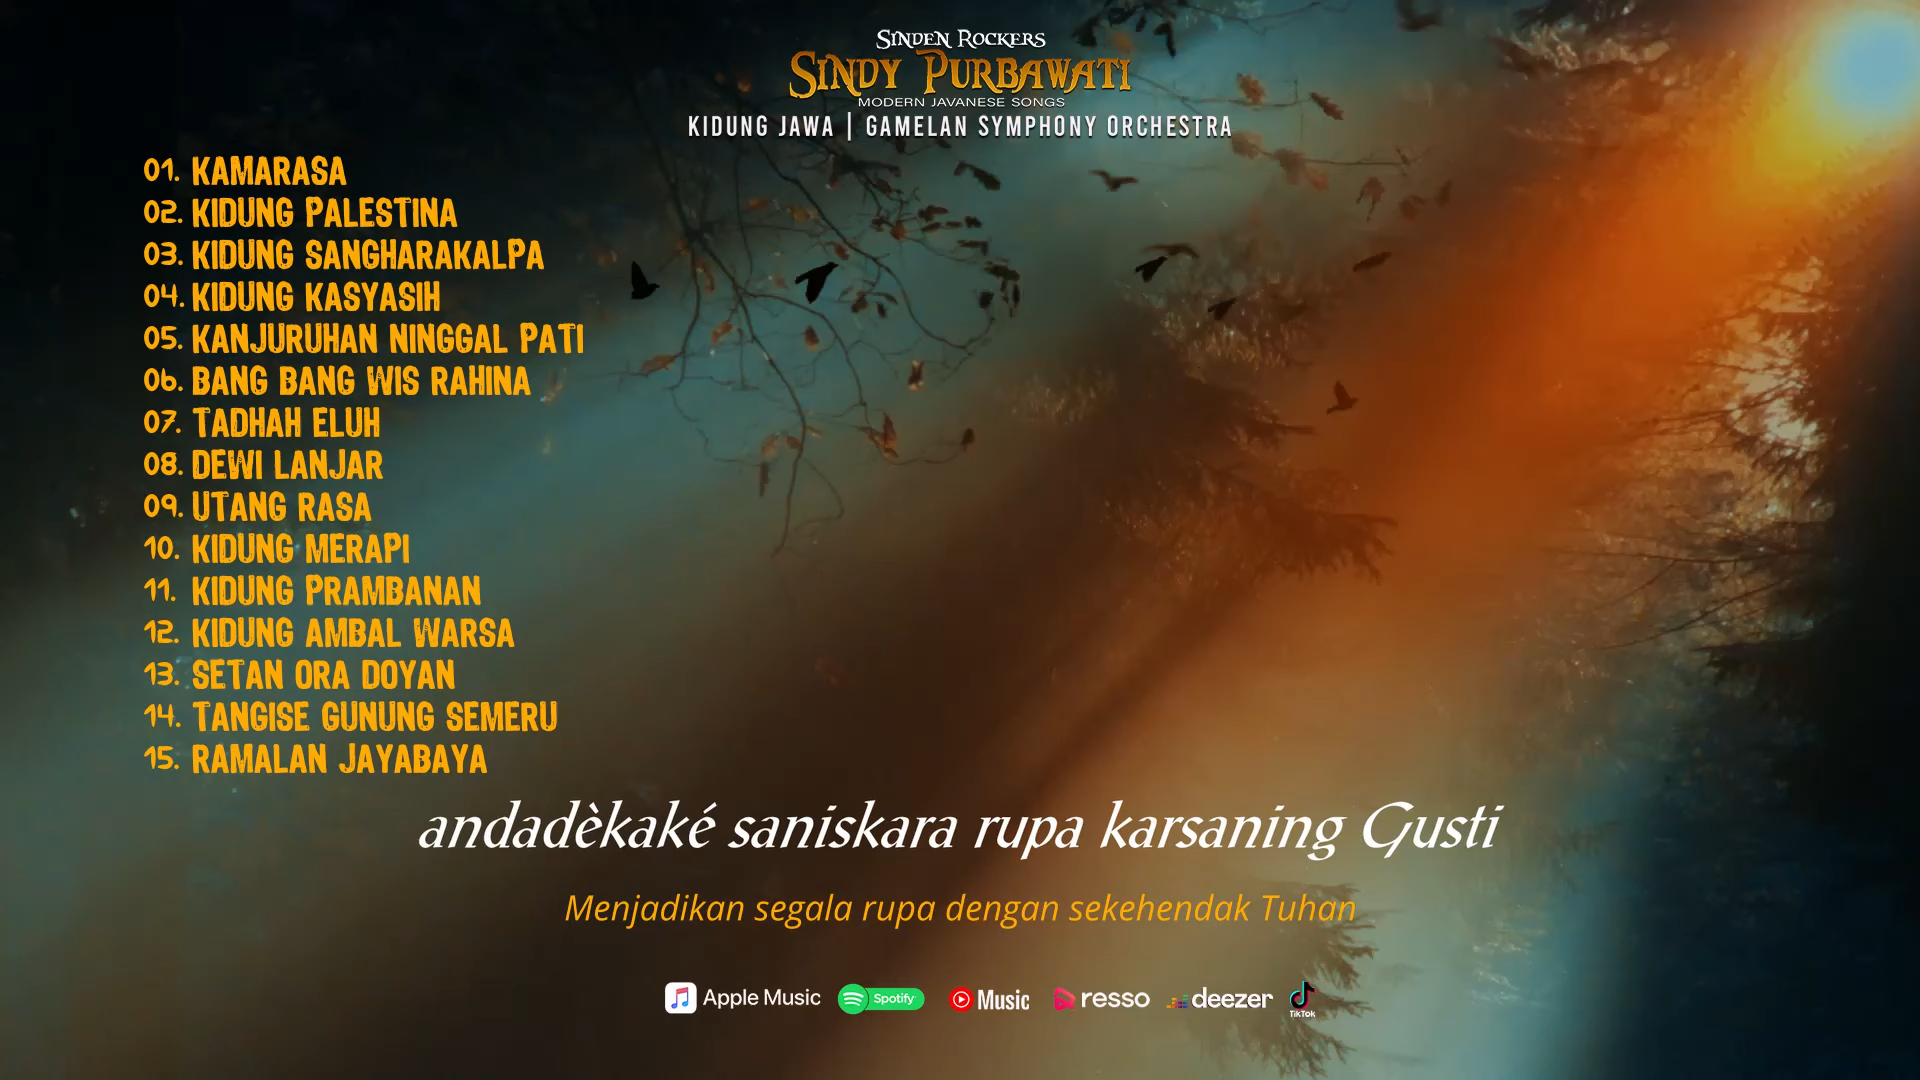 SINDEN ROCKERS
SINDY PURBAWATI
MODERN JAVANESE SONGS
KIDUNG JAWA | GAMELAN SYMPHONY ORCHESTRA
01. KAMARASA
02. KIDUNG PALESTINA
03. KIDUNG SANGHARAKALPA
04. KIDUNG KASYASIH
05. KANJURUHAN NINGGAL PATI
06. BANG BANG WIS RAHINA
07. TADHAH ELUH
08. DEWI LANJAR
09. UTANG RASA
10. KIDUNG MERAPI
11. KIDUNG PRAMBANAN
12. KIDUNG AMBAL WARSA
13. SETAN ORA DOYAN
14. TANGISE GUNUNG SEMERU
15. RAMALAN JAYABAYA
andadèkaké saniskara rupa karsaning Gusti
Menjadikan segala rupa dengan sekehendak Tuhan
Apple Music Spotify Music resso deezer TikTok